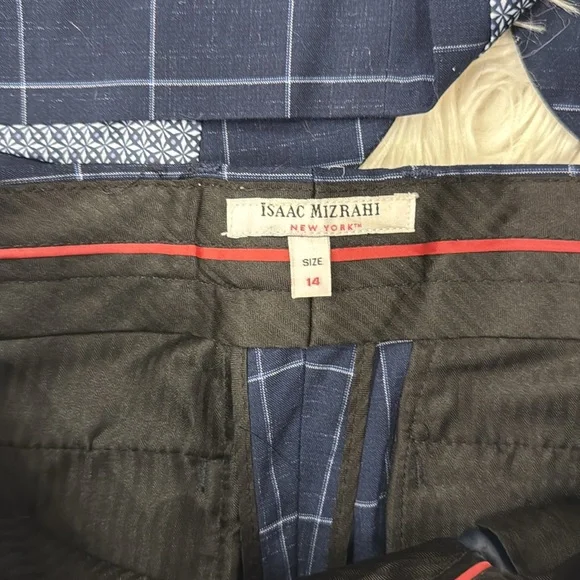 ISAAC MIZRAHI
NEW YORK™
SIZE
14